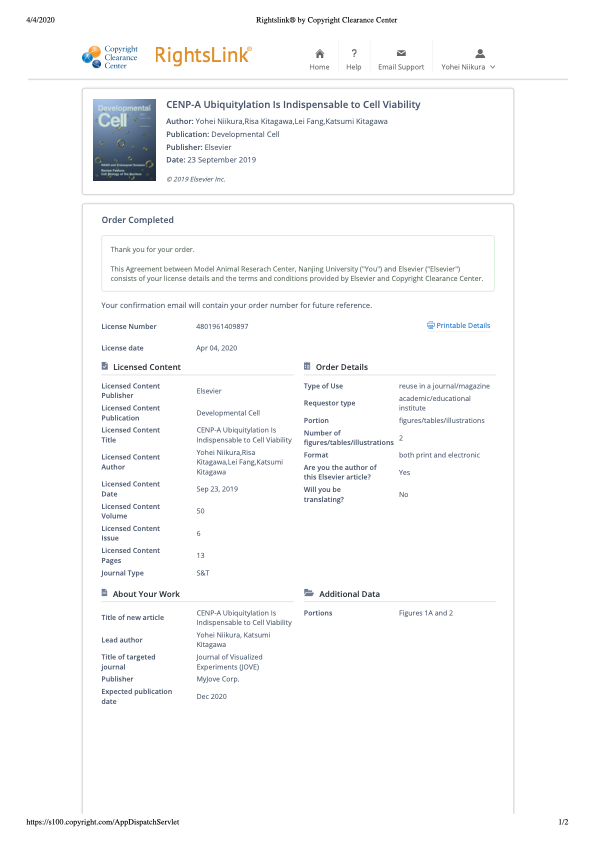 4/4/2020
Rightslink® by Copyright Clearance Center
Copyright
Clearance
Center
RightsLink®
Home
Help
Email Support
Yohei Niikura
Developmental
Cell
CENP-A Ubiquitylation Is Indispensable to Cell Viability
Author: Yohei Niikura,Risa Kitagawa,Lei Fang,Katsumi Kitagawa
Publication: Developmental Cell
Publisher: Elsevier
Date: 23 September 2019
© 2019 Elsevier Inc.
Order Completed
Thank you for your order.
This Agreement between Model Animal Reserach Center, Nanjing University ("You") and Elsevier ("Elsevier")
consists of your license details and the terms and conditions provided by Elsevier and Copyright Clearance Center.
Your confirmation email will contain your order number for future reference.
License Number 4801961409897
Printable Details
License date Apr 04, 2020
Licensed Content
Licensed Content
Publisher
Elsevier
Licensed Content
Publication
Developmental Cell
Licensed Content
Title
CENP-A Ubiquitylation Is
Indispensable to Cell Viability
Licensed Content
Author
Yohei Niikura,Risa
Kitagawa,Lei Fang,Katsumi
Kitagawa
Licensed Content
Date
Sep 23, 2019
Licensed Content
Volume
50
Licensed Content
Issue
6
Licensed Content
Pages
13
Journal Type S&T
Order Details
Type of Use reuse in a journal/magazine
Requestor type
academic/educational
institute
Portion figures/tables/illustrations
Number of
figures/tables/illustrations
2
Format both print and electronic
Are you the author of
this Elsevier article?
Yes
Will you be
translating?
No
About Your Work
Title of new article
CENP-A Ubiquitylation Is
Indispensable to Cell Viability
Lead author
Yohei Niikura, Katsumi
Kitagawa
Title of targeted
journal
Journal of Visualized
Experiments (JOVE)
Publisher MyJove Corp.
Expected publication
date
Dec 2020
Additional Data
Portions Figures 1A and 2
https://s100.copyright.com/AppDispatchServlet
1/2